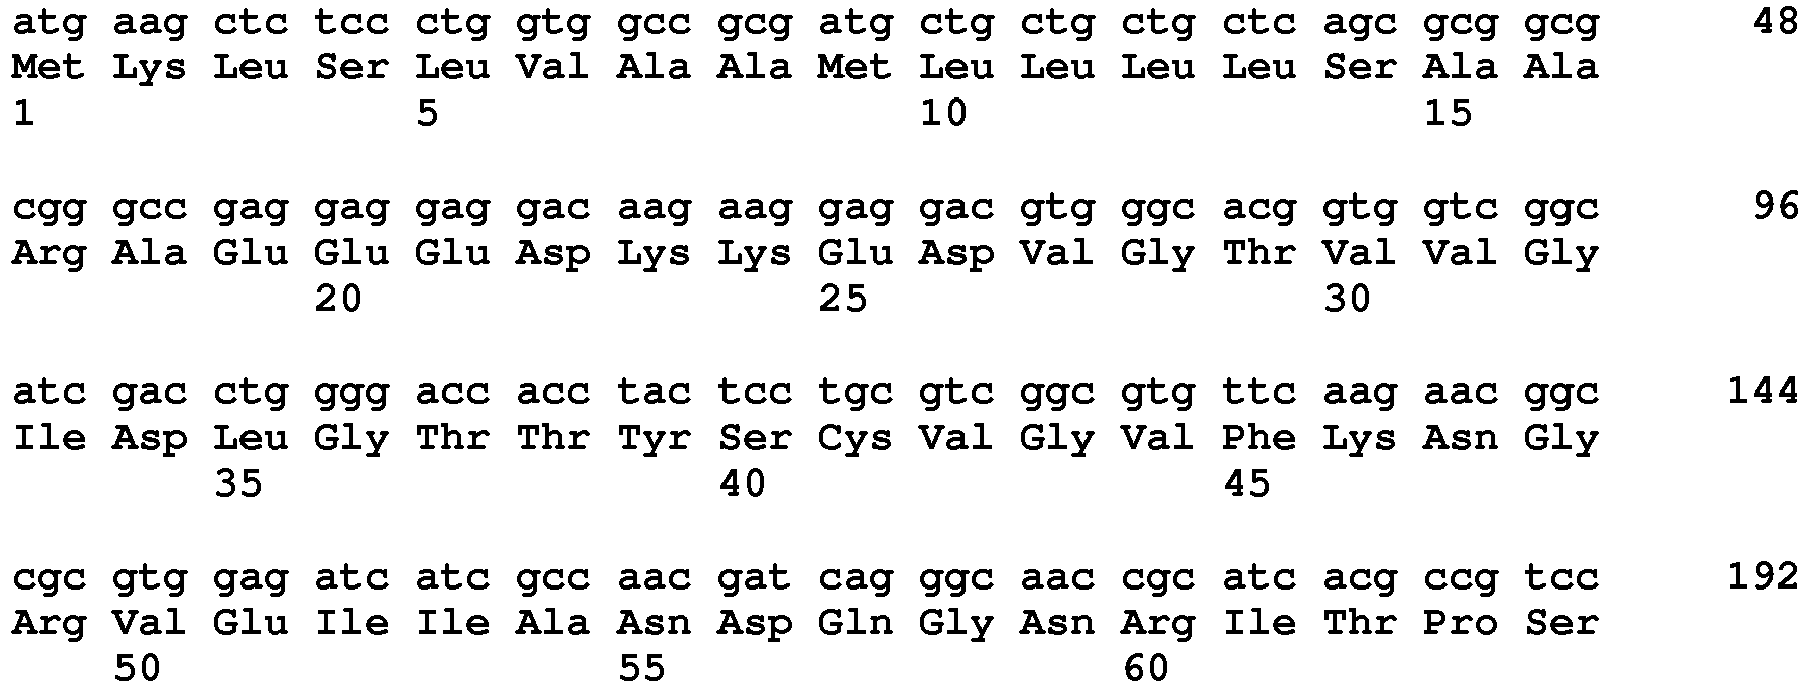 atg aag ctc tcc ctg gtg gcc gcg atg ctg ctg ctg ctc agc gcg gcg 48
Met Lys Leu Ser Leu Val Ala Ala Met Leu Leu Leu Leu Ser Ala Ala
1 5 10 15
cgg gcc gag gag gag gac aag aag gag gac gtg ggc acg gtg gtc ggc 96
Arg Ala Glu Glu Glu Asp Lys Lys Glu Asp Val Gly Thr Val Val Gly
20 25 30
atc gac ctg ggg acc acc tac tcc tgc gtc ggc gtg ttc aag aac ggc 144
Ile Asp Leu Gly Thr Thr Tyr Ser Cys Val Gly Val Phe Lys Asn Gly
35 40 45
cgc gtg gag atc atc gcc aac gat cag ggc aac cgc atc acg ccg tcc 192
Arg Val Glu Ile Ile Ala Asn Asp Gln Gly Asn Arg Ile Thr Pro Ser
50 55 60